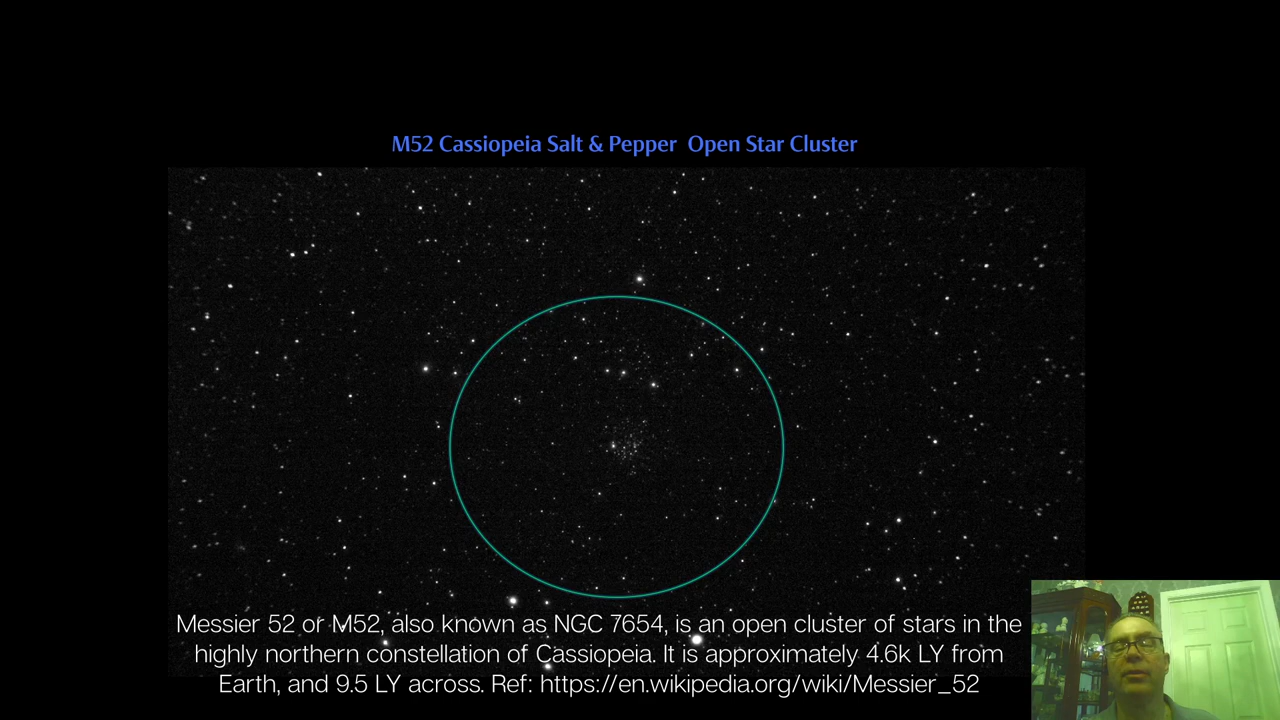 M52 Cassiopeia Salt & Pepper  Open Star Cluster
Messier 52 or M52, also known as NGC 7654, is an open cluster of stars in the
highly northern constellation of Cassiopeia. It is approximately 4.6k LY from
Earth, and 9.5 LY across. Ref: https://en.wikipedia.org/wiki/Messier_52